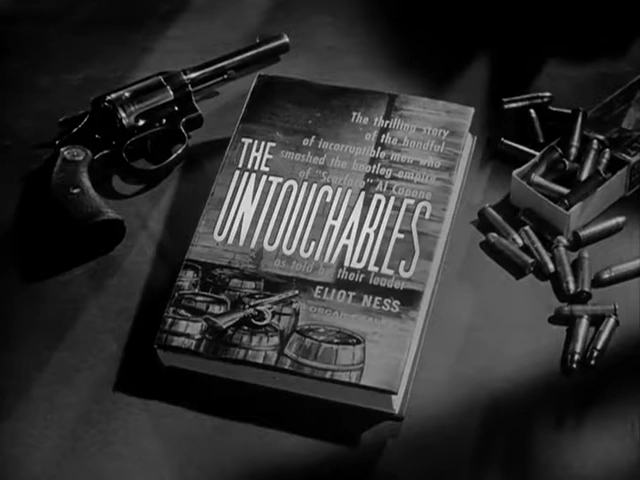 The thrilling story
of the handful
of incorruptible men who
smashed the bootleg empire
of "Scarface" Al Capone
THE
UNTOUCHABLES
as told by their leader
ELIOT NESS